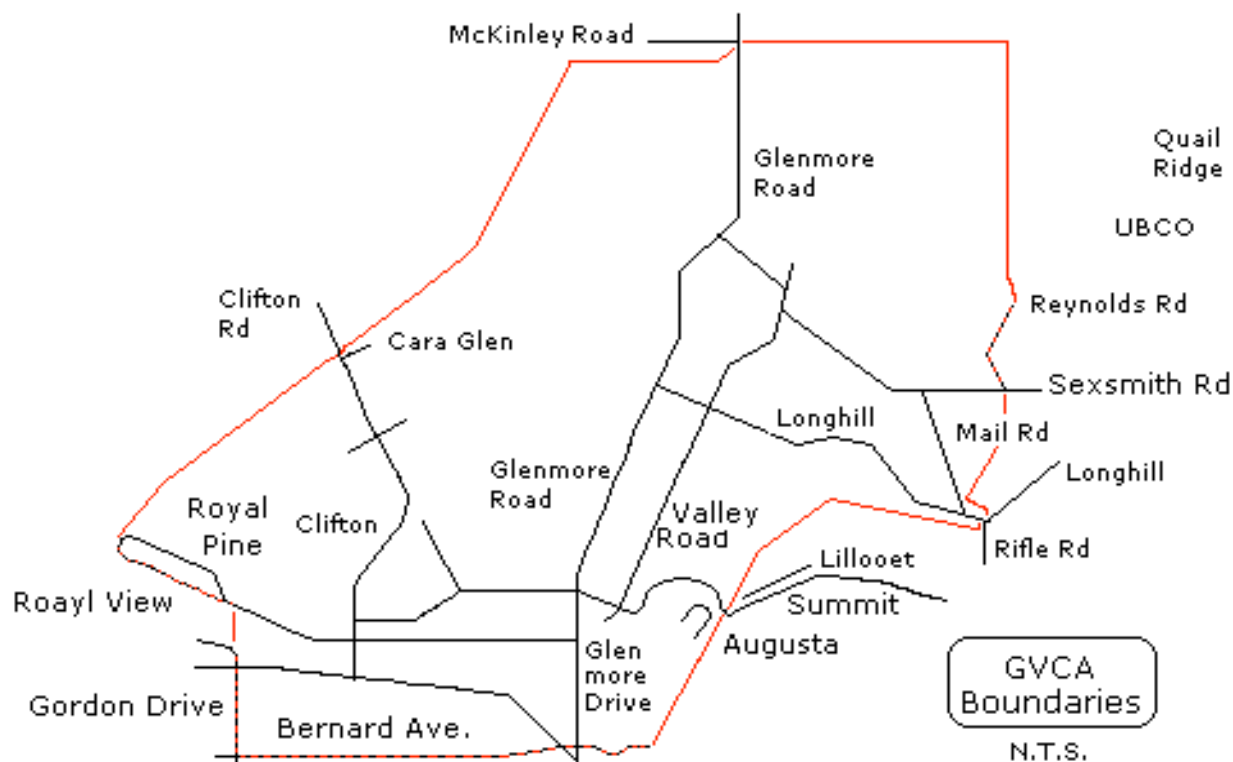 McKinley Road
Quail
Ridge
Glenmore
Road
UBCO
Clifton
Rd
Reynolds Rd
Cara Glen
Sexsmith Rd
Longhill
Mail Rd
Glenmore
Road
Longhill
Royal
Pine
Clifton
Valley
Road
Rifle Rd
Lillooet
Roayl View
Summit
Augusta
Glen
more
Drive
GVCA
Boundaries
Gordon Drive
Bernard Ave.
N.T.S.